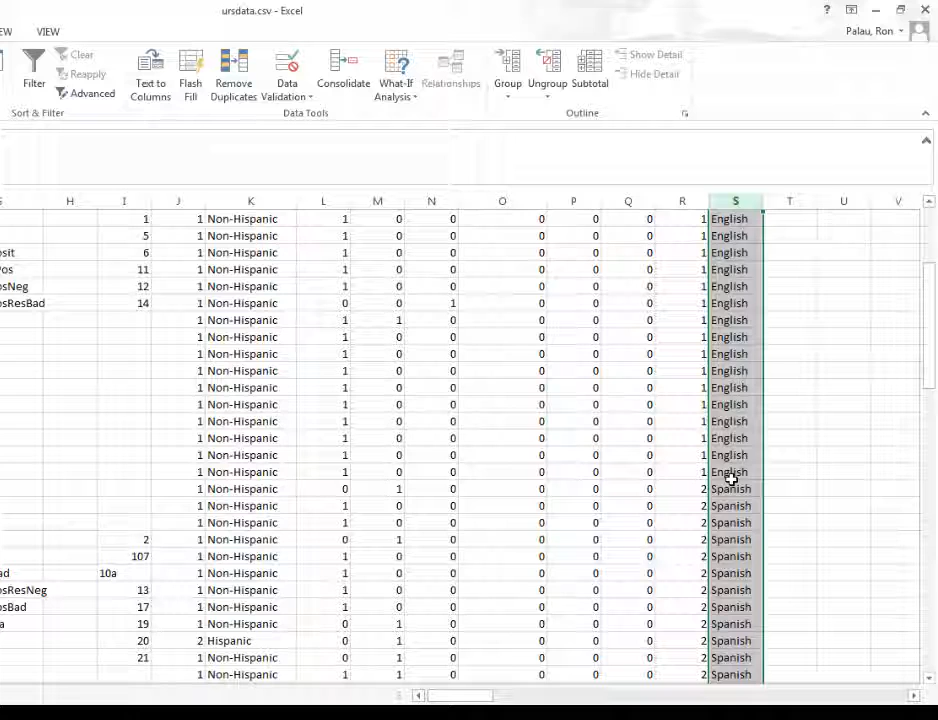 ursdata.csv - Excel
EW VIEW Palau, Ron
Clear
Reapply
Advanced
Filter
Text to Columns
Flash Fill
Remove Duplicates
Data Validation
Consolidate
What-If Analysis
Relationships
Group
Ungroup
Subtotal
Show Detail
Hide Detail
Sort & Filter Data Tools Outline
H I J K L M N O P Q R S T U V
1 1 Non-Hispanic 1 0 0 0 0 0 1 English
5 1 Non-Hispanic 1 0 0 0 0 0 1 English
osit 6 1 Non-Hispanic 1 0 0 0 0 0 1 English
Pos 11 1 Non-Hispanic 1 0 0 0 0 0 1 English
osNeg 12 1 Non-Hispanic 1 0 0 0 0 0 1 English
osResBad 14 1 Non-Hispanic 0 0 1 0 0 0 1 English
1 Non-Hispanic 1 1 0 0 0 0 1 English
1 Non-Hispanic 1 0 0 0 0 0 1 English
1 Non-Hispanic 1 0 0 0 0 0 1 English
1 Non-Hispanic 1 0 0 0 0 0 1 English
1 Non-Hispanic 1 0 0 0 0 0 1 English
1 Non-Hispanic 1 0 0 0 0 0 1 English
1 Non-Hispanic 1 0 0 0 0 0 1 English
1 Non-Hispanic 1 0 0 0 0 0 1 English
1 Non-Hispanic 1 0 0 0 0 0 1 English
1 Non-Hispanic 1 0 0 0 0 0 1 English
1 Non-Hispanic 0 1 0 0 0 0 2 Spanish
1 Non-Hispanic 1 0 0 0 0 0 2 Spanish
1 Non-Hispanic 1 0 0 0 0 0 2 Spanish
2 1 Non-Hispanic 0 1 0 0 0 0 2 Spanish
107 1 Non-Hispanic 1 0 0 0 0 0 2 Spanish
ad 10a 1 Non-Hispanic 1 0 0 0 0 0 2 Spanish
osResNeg 13 1 Non-Hispanic 1 0 0 0 0 0 2 Spanish
osBad 17 1 Non-Hispanic 1 0 0 0 0 0 2 Spanish
a 19 1 Non-Hispanic 0 1 0 0 0 0 2 Spanish
20 2 Hispanic 0 1 0 0 0 0 2 Spanish
21 1 Non-Hispanic 0 1 0 0 0 0 2 Spanish
1 Non-Hispanic 1 1 0 0 0 0 2 Spanish